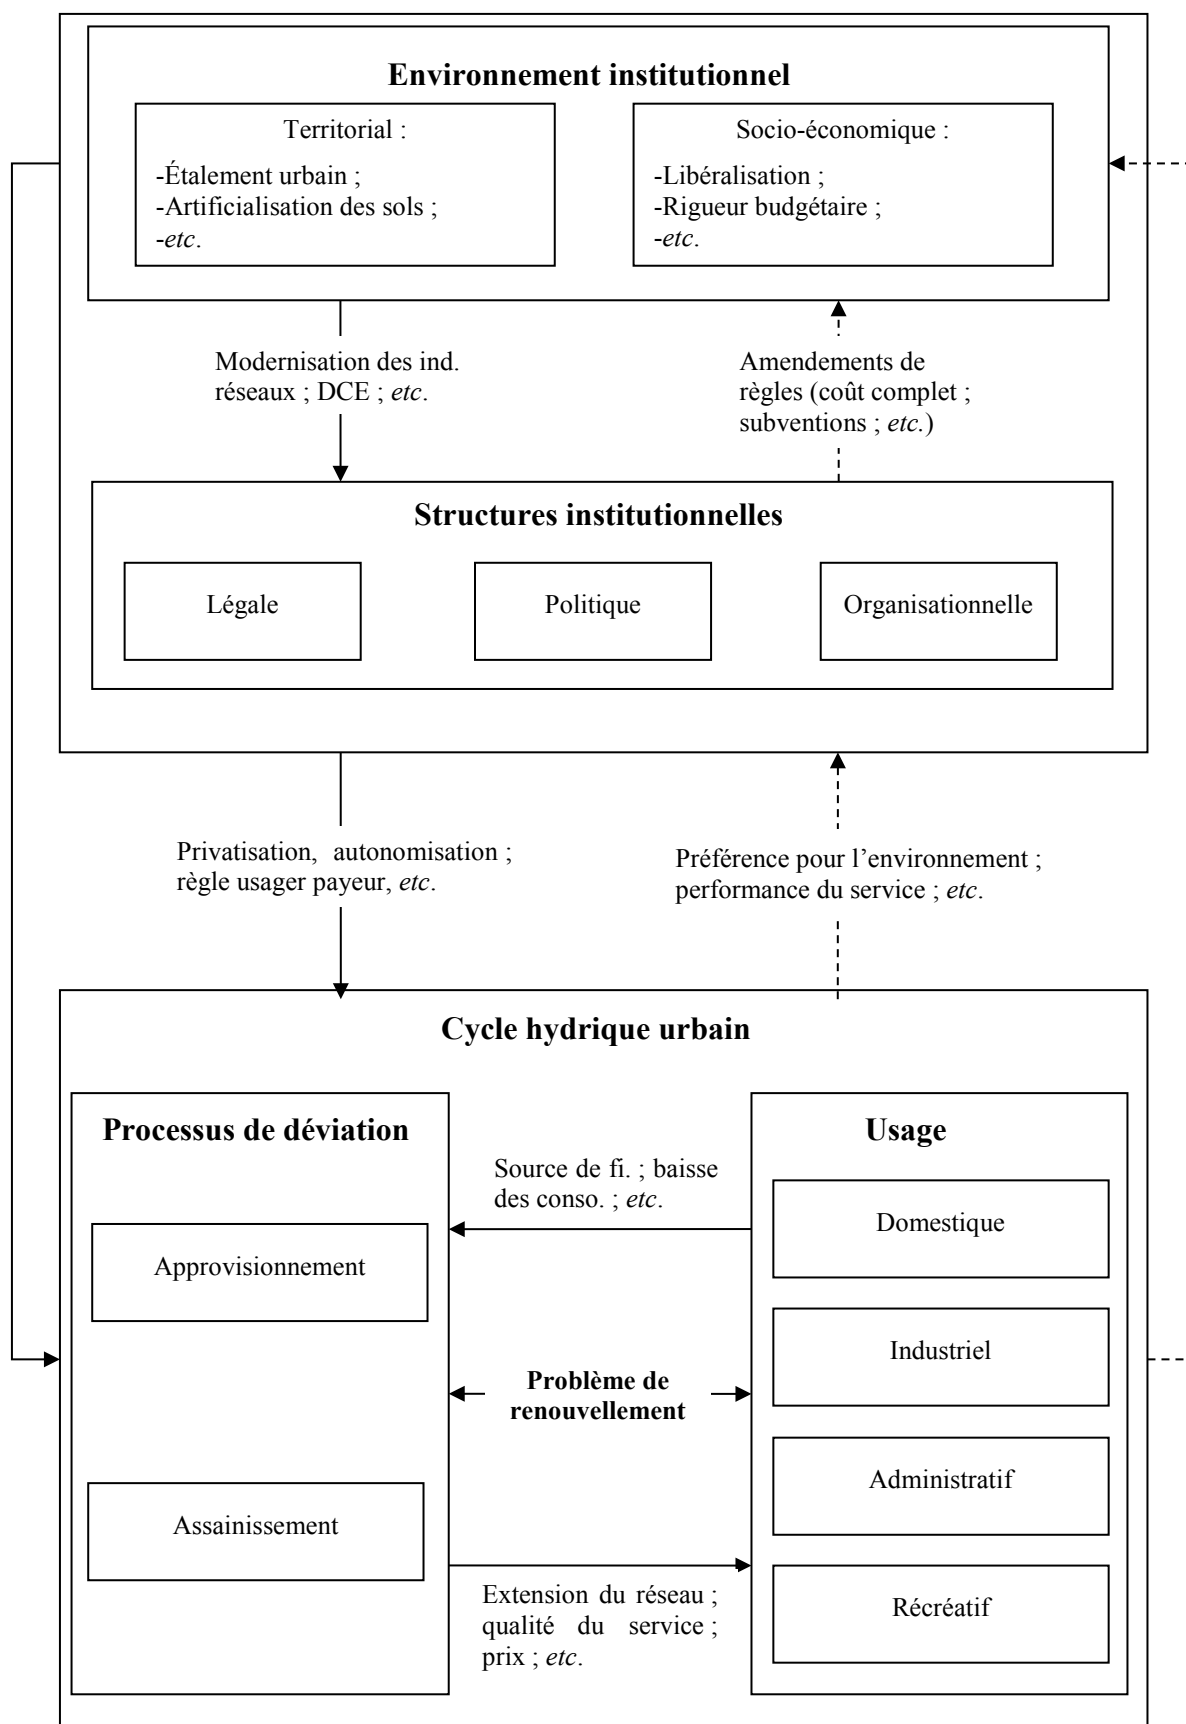 Environnement institutionnel
Territorial :
-Étalement urbain ;
-Artificialisation des sols ;
-etc.
Socio-économique :
-Libéralisation ;
-Rigueur budgétaire ;
-etc.
Modernisation des ind.
réseaux ; DCE ; etc.
Amendements de
règles (coût complet ;
subventions ; etc.)
Structures institutionnelles
Légale
Politique
Organisationnelle
Privatisation, autonomisation ;
règle usager payeur, etc.
Préférence pour l’environnement ;
performance du service ; etc.
Cycle hydrique urbain
Processus de déviation
Approvisionnement
Assainissement
Source de fi. ; baisse
des conso. ; etc.
Problème de
renouvellement
Extension du réseau ;
qualité du service ;
prix ; etc.
Usage
Domestique
Industriel
Administratif
Récréatif